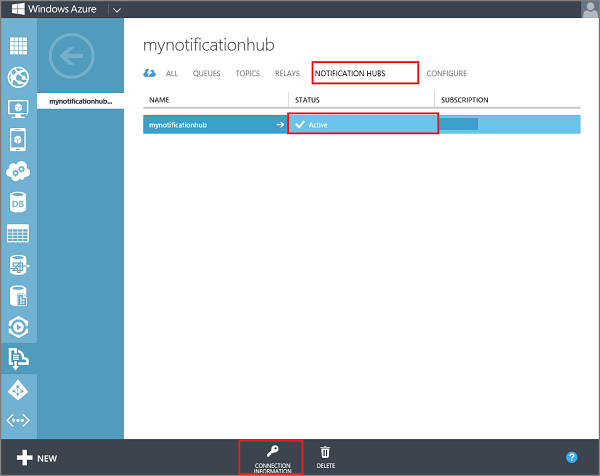 Windows Azure
mynotificationhub
mynotificationhub...
ALL QUEUES TOPICS RELAYS NOTIFICATION HUBS CONFIGURE
NAME STATUS SUBSCRIPTION
mynotificationhub Active
DB
NEW
CONNECTION
INFORMATION
DELETE
?